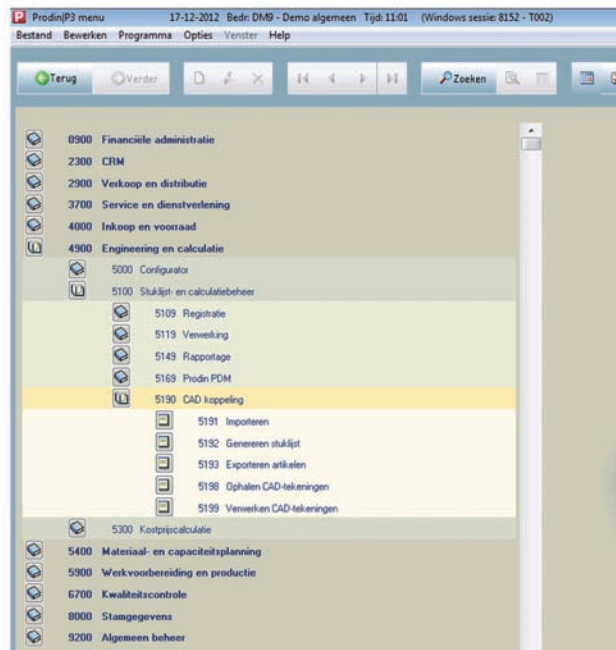 Prodin|P3 menu 17-12-2012 Bedr: DM9 - Demo algemeen Tijd: 11:01 (Windows sessie: 8152 - T002)
Bestand Bewerken Programma Opties Venster Help
Terug Verder Zoeken
0900 Financiële administratie
2300 CRM
2900 Verkoop en distributie
3700 Service en dienstverlening
4000 Inkoop en voorraad
4900 Engineering en calculatie
5000 Configurator
5100 Stuklijst- en calculatiebeheer
5109 Registratie
5119 Verwerking
5149 Rapportage
5169 Prodin PDM
5190 CAD koppeling
5191 Importeren
5192 Genereren stuklijst
5193 Exporteren artikelen
5198 Ophalen CAD-tekeningen
5199 Verwerken CAD-tekeningen
5300 Kostprijscalculatie
5400 Materiaal- en capaciteitsplanning
5900 Werkvoorbereiding en productie
6700 Kwaliteitscontrole
8000 Stamgegevens
9200 Algemeen beheer